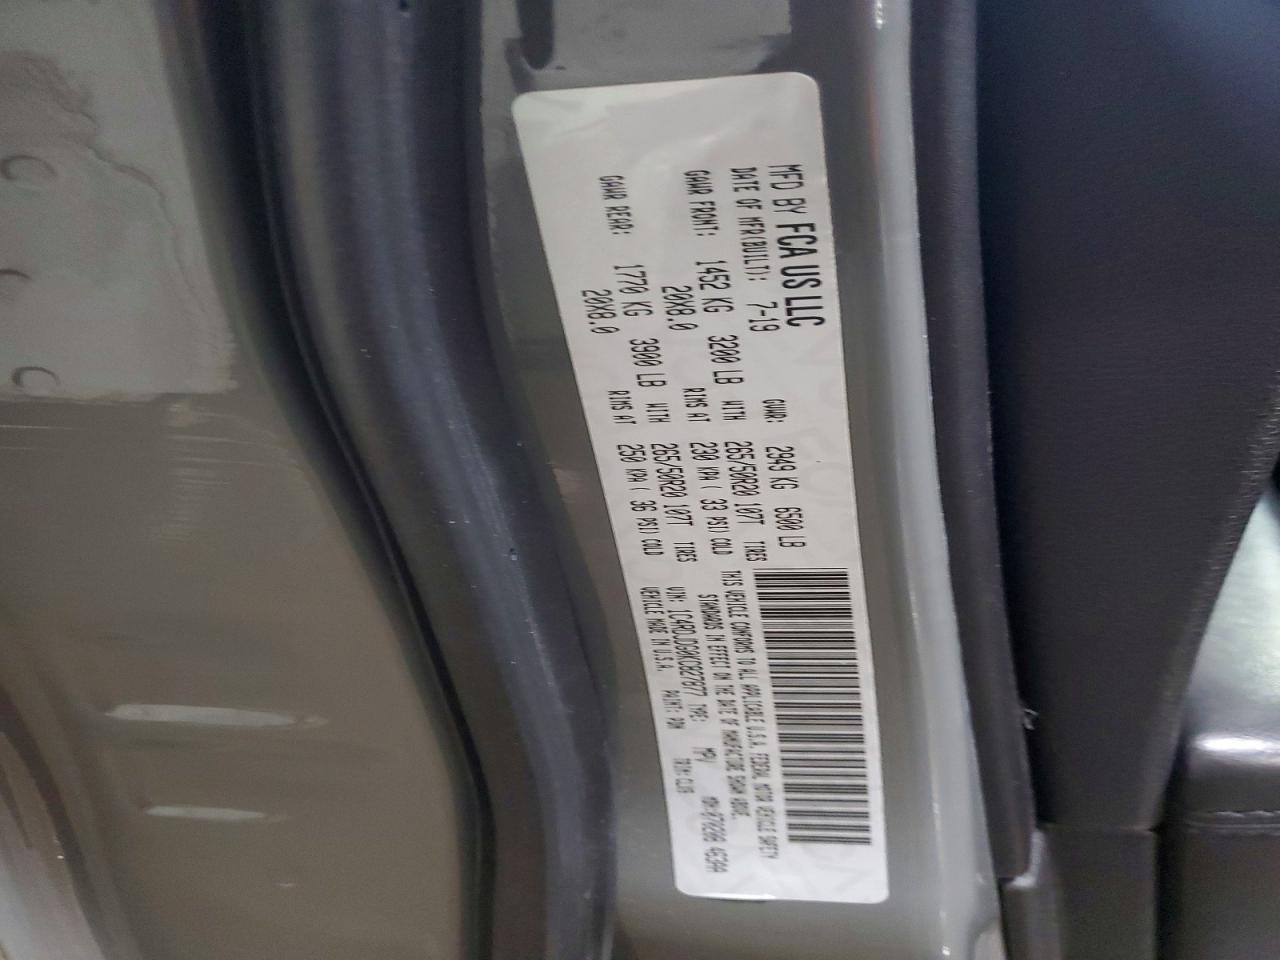 MFD BY FCA US LLC
DATE OF MFR(BUILT): 7-19 GVWR: 2949 KG 6500 LB
GAWR FRONT: 1452 KG 3200 LB WITH 265/50R20 107T TIRES
20X8.0 RIMS AT 230 KPA ( 33 PSI) COLD
GAWR REAR: 1770 KG 3900 LB WITH 265/50R20 107T TIRES
20X8.0 RIMS AT 250 KPA ( 36 PSI) COLD
THIS VEHICLE CONFORMS TO ALL APPLICABLE U.S.A. FEDERAL MOTOR VEHICLE SAFETY
STANDARDS IN EFFECT ON THE DATE OF MANUFACTURE SHOWN ABOVE.
VIN: 1C4RDJDG0KC827877 TYPE: MPV
VEHICLE MADE IN U.S.A. PAINT: PDN